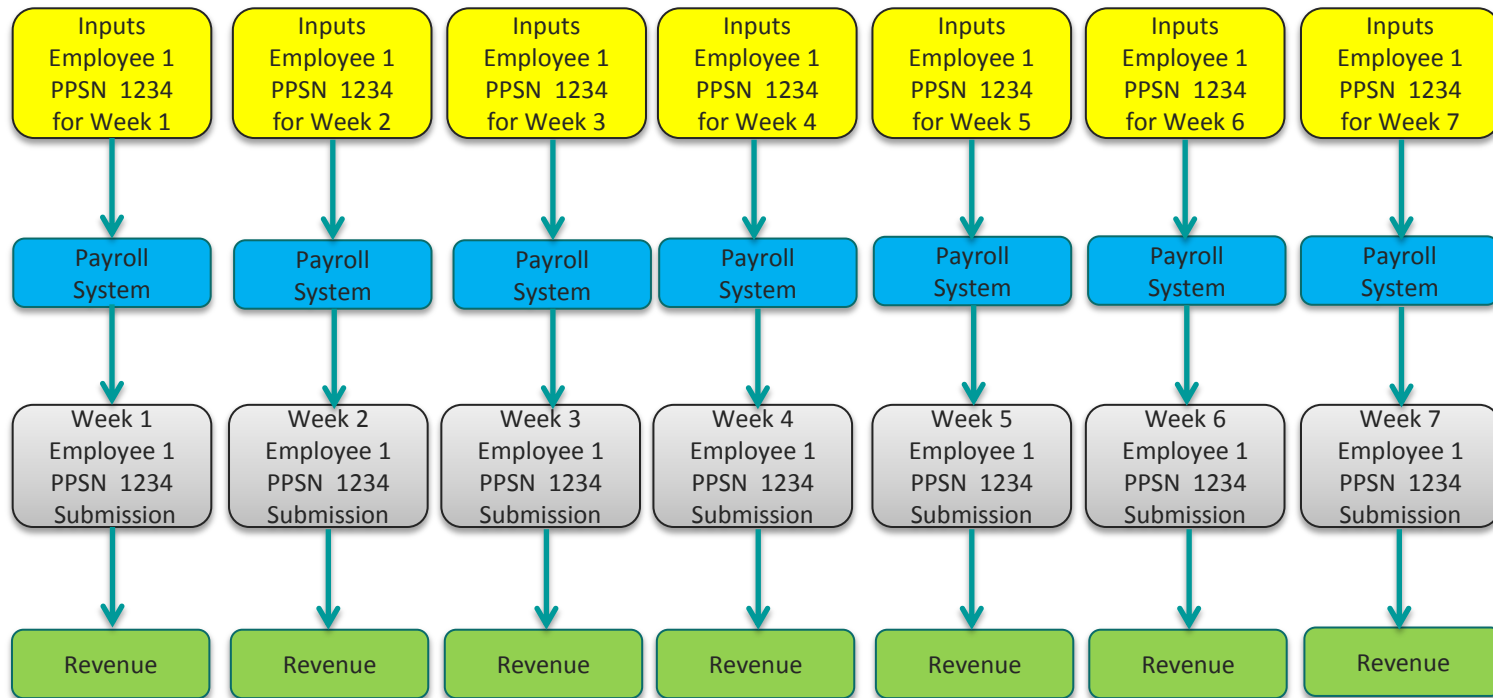 Inputs
Employee 1
PPSN 1234
for Week 1
Inputs
Employee 1
PPSN 1234
for Week 2
Inputs
Employee 1
PPSN 1234
for Week 3
Inputs
Employee 1
PPSN 1234
for Week 4
Inputs
Employee 1
PPSN 1234
for Week 5
Inputs
Employee 1
PPSN 1234
for Week 6
Inputs
Employee 1
PPSN 1234
for Week 7
Payroll
System
Payroll
System
Payroll
System
Payroll
System
Payroll
System
Payroll
System
Payroll
System
Week 1
Employee 1
PPSN 1234
Submission
Week 2
Employee 1
PPSN 1234
Submission
Week 3
Employee 1
PPSN 1234
Submission
Week 4
Employee 1
PPSN 1234
Submission
Week 5
Employee 1
PPSN 1234
Submission
Week 6
Employee 1
PPSN 1234
Submission
Week 7
Employee 1
PPSN 1234
Submission
Revenue
Revenue
Revenue
Revenue
Revenue
Revenue
Revenue